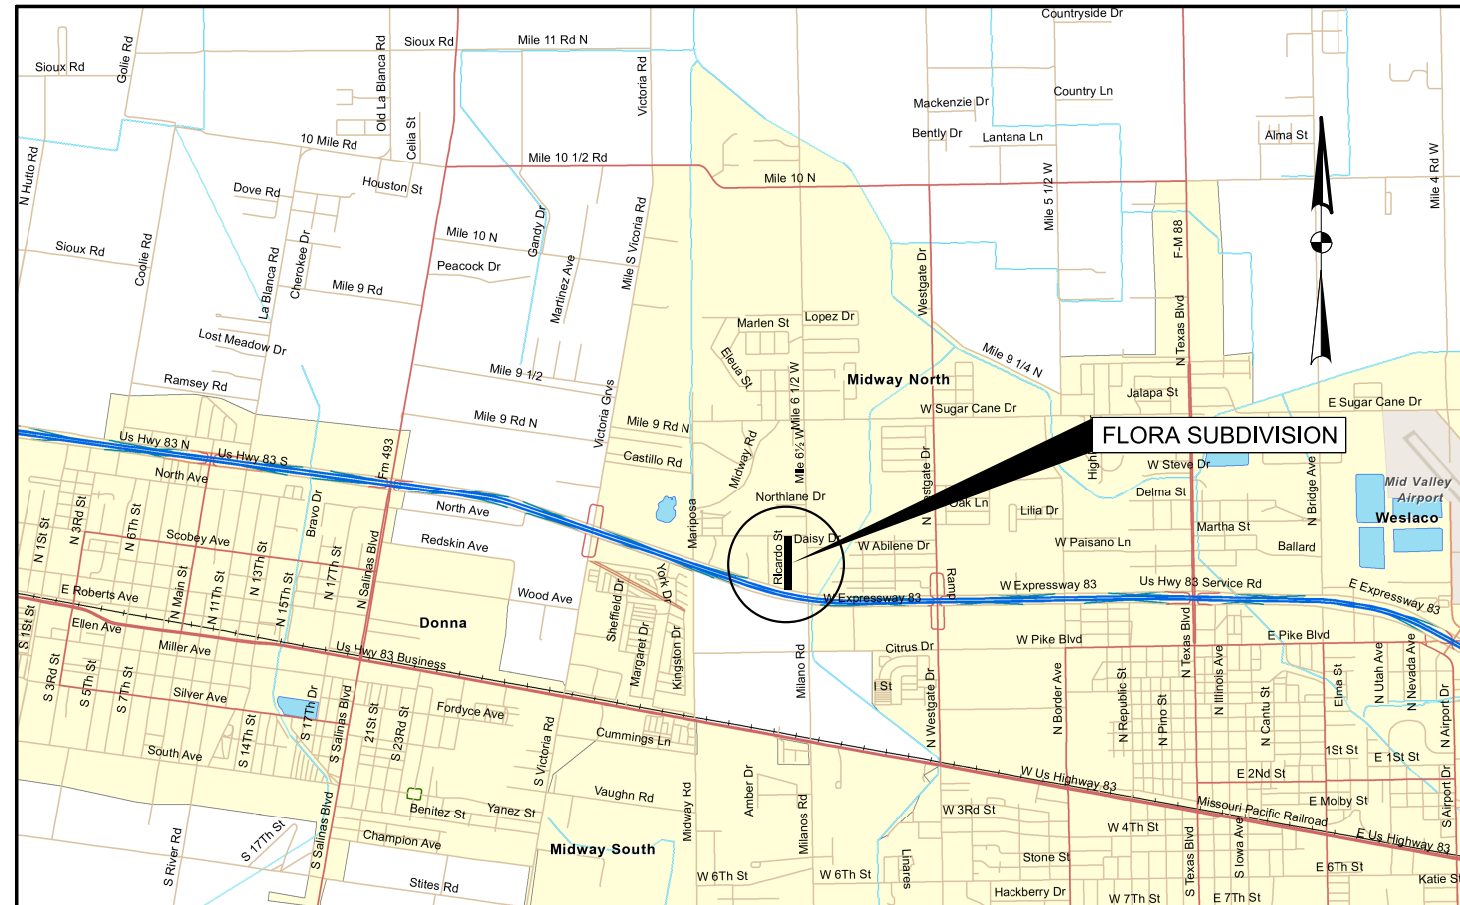 Countryside Dr
Sioux Rd
Mile 11 Rd N
Golie Rd
Old La Blanca Rd
Sioux Rd
Victoria Rd
Mackenzie Dr
Country Ln
Bently Dr
Lantana Ln
Alma St
10 Mile Rd
Celia St
Mile 10 1/2 Rd
Mile 10 N
N Hutto Rd
Dove Rd
Houston St
Mile 5 1/2 W
Mile 4 Rd W
Sioux Rd
Coolie Rd
La Blanca Rd
Cherokee Dr
Mile 10 N
Gandy Dr
Mile S Vicoria Rd
F-M 88
Peacock Dr
Martinez Ave
Mile 9 Rd
Westgate Dr
N Texas Blvd
Marlen St
Lopez Dr
Lost Meadow Dr
Eleua St
Mile 9 1/4 N
Ramsey Rd
Mile 9 1/2
Mile 6 1/2 W
Midway North
Jalapa St
Victoria Grvs
W Sugar Cane Dr
E Sugar Cane Dr
Mile 9 Rd N
Mile 9 Rd N
FLORA SUBDIVISION
Us Hwy 83 N
Us Hwy 83 S
Fm 493
Castillo Rd
Midway Rd
Mile 6½ W
High
W Steve Dr
North Ave
N Westgate Dr
N Bridge Ave
Mid Valley
Airport
Northlane Dr
Delma St
Weslaco
N 1St St
N 3Rd St
N 6Th St
Bravo Dr
North Ave
Mariposa
Oak Ln
Lilia Dr
Martha St
Scobey Ave
Redskin Ave
RIcardo St
Daisy Dr
W Abilene Dr
W Paisano Ln
Ballard
N 13Th St
N 17Th St
N Salinas Blvd
York Dr
E Roberts Ave
N Main St
N 11Th St
N 15Th St
Wood Ave
Sheffield Dr
W Expressway 83
Ramp
W Expressway 83
Us Hwy 83 Service Rd
E Expressway 83
S 1St St
Ellen Ave
Donna
Miller Ave
Us Hwy 83 Business
Margaret Dr
Kingston Dr
Milano Rd
Citrus Dr
W Pike Blvd
N Texas Blvd
E Pike Blvd
S 3Rd St
S 5Th St
S 7Th St
Silver Ave
S 17Th Dr
I St
N Westgate Dr
N Border Ave
N Republic St
N Pino St
N Illinois Ave
N Cantu St
Elma St
N Utah Ave
N Nevada Ave
N Airport Dr
S 14Th St
S Salinas Blvd
21St St
S 23Rd St
Fordyce Ave
S Victoria Rd
Cummings Ln
South Ave
1St St
E 1St St
W Us Highway 83
E 2Nd St
Vaughn Rd
Midway Rd
Amber Dr
Milanos Rd
Benitez St
Yanez St
W 3Rd St
Missouri Pacific Railroad
E Moby St
S Airport Dr
S River Rd
S 17Th St
S Salinas Blvd
Champion Ave
Midway South
W 4Th St
S Texas Blvd
S Iowa Ave
E Us Highway 83
Stites Rd
W 6Th St
W 6Th St
Linares
Stone St
Hackberry Dr
W 7Th St
E 7Th St
E 6Th St
Katie St